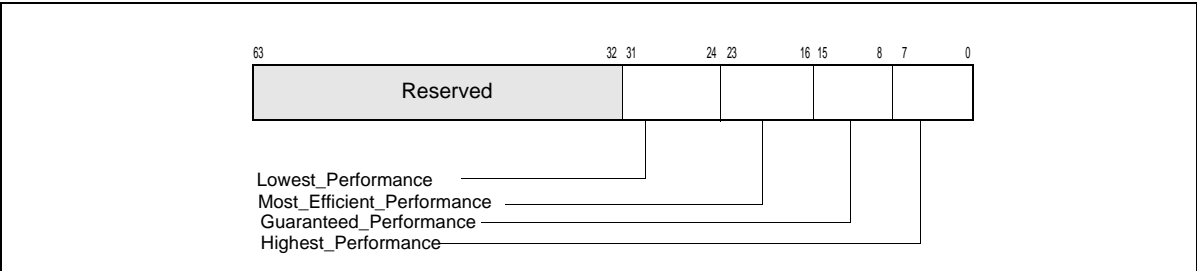 63 32 31 24 23 16 15 8 7 0
Reserved
Lowest_Performance
Most_Efficient_Performance
Guaranteed_Performance
Highest_Performance